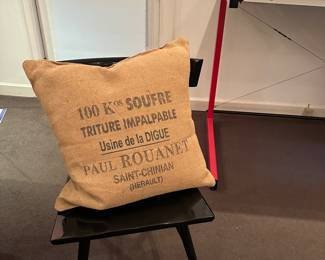 100 Kos SOUFRE
TRITURE IMPALPABLE
Usine de la DIGUE
PAUL ROUANET
SAINT-CHINIAN
(HERAULT)